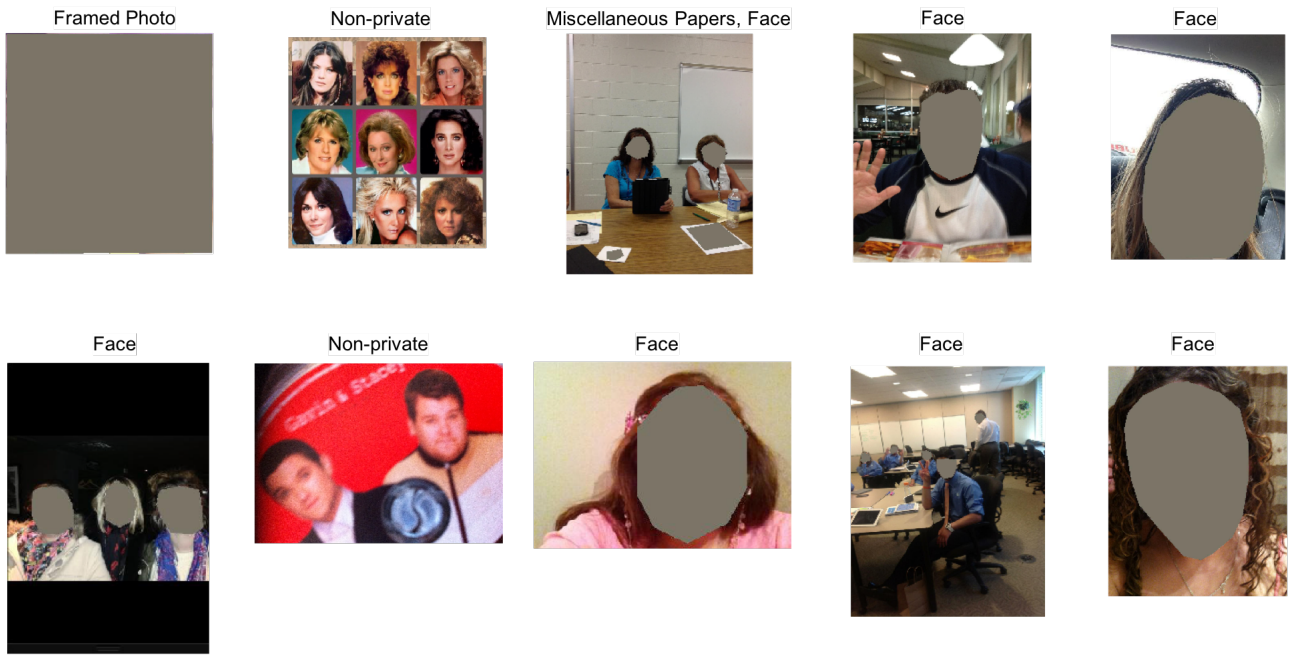 Framed Photo
Non-private
Miscellaneous Papers, Face
Face
Face
Face
Non-private
Face
Face
Face
Gavin & Stacey